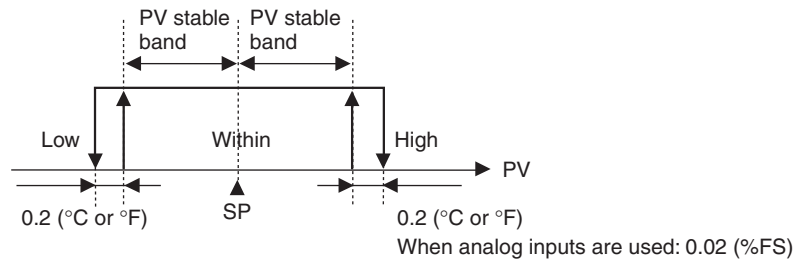 PV stable band
PV stable band
Low
Within
High
PV
0.2 (°C or °F)
SP
0.2 (°C or °F)
When analog inputs are used: 0.02 (%FS)